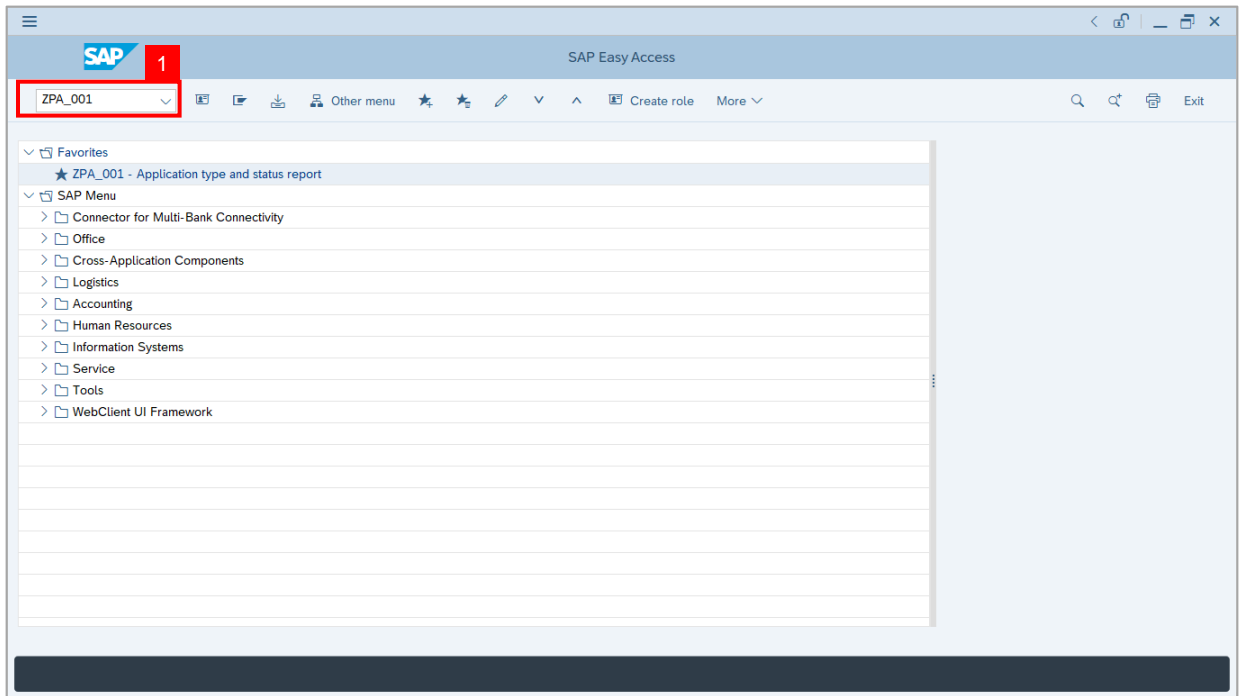 SAP
1
SAP Easy Access
ZPA_001
Other menu
Create role
More
Exit
Favorites
ZPA_001 - Application type and status report
SAP Menu
Connector for Multi-Bank Connectivity
Office
Cross-Application Components
Logistics
Accounting
Human Resources
Information Systems
Service
Tools
WebClient UI Framework